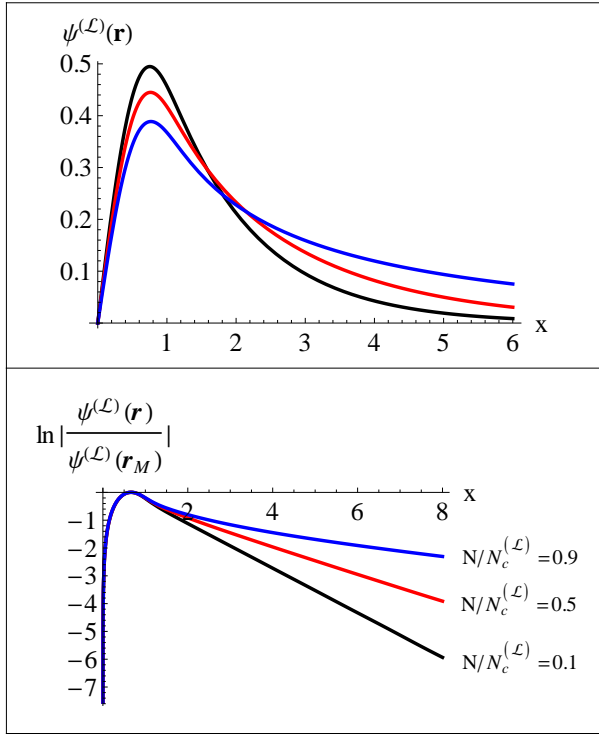 ψ^(ℒ)(r)
0.5
0.4
0.3
0.2
0.1
1 2 3 4 5 6 x
ln | ψ^(ℒ)(r) / ψ^(ℒ)(r_M) |
2 4 6 8 x
−1
−2
−3
−4
−5
−6
−7
N/N_c^(ℒ) =0.9
N/N_c^(ℒ) =0.5
N/N_c^(ℒ) =0.1